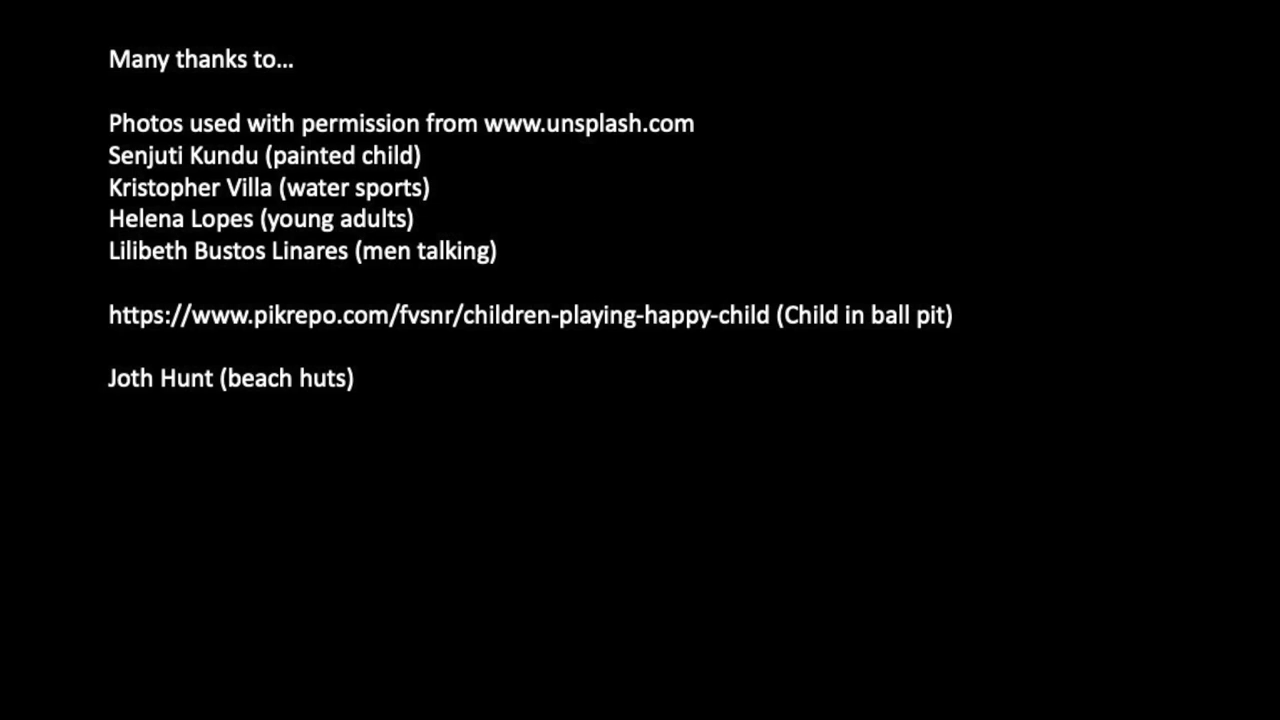 Many thanks to...
Photos used with permission from www.unsplash.com
Senjuti Kundu (painted child)
Kristopher Villa (water sports)
Helena Lopes (young adults)
Lilibeth Bustos Linares (men talking)
https://www.pikrepo.com/fvsnr/children-playing-happy-child (Child in ball pit)
Joth Hunt (beach huts)